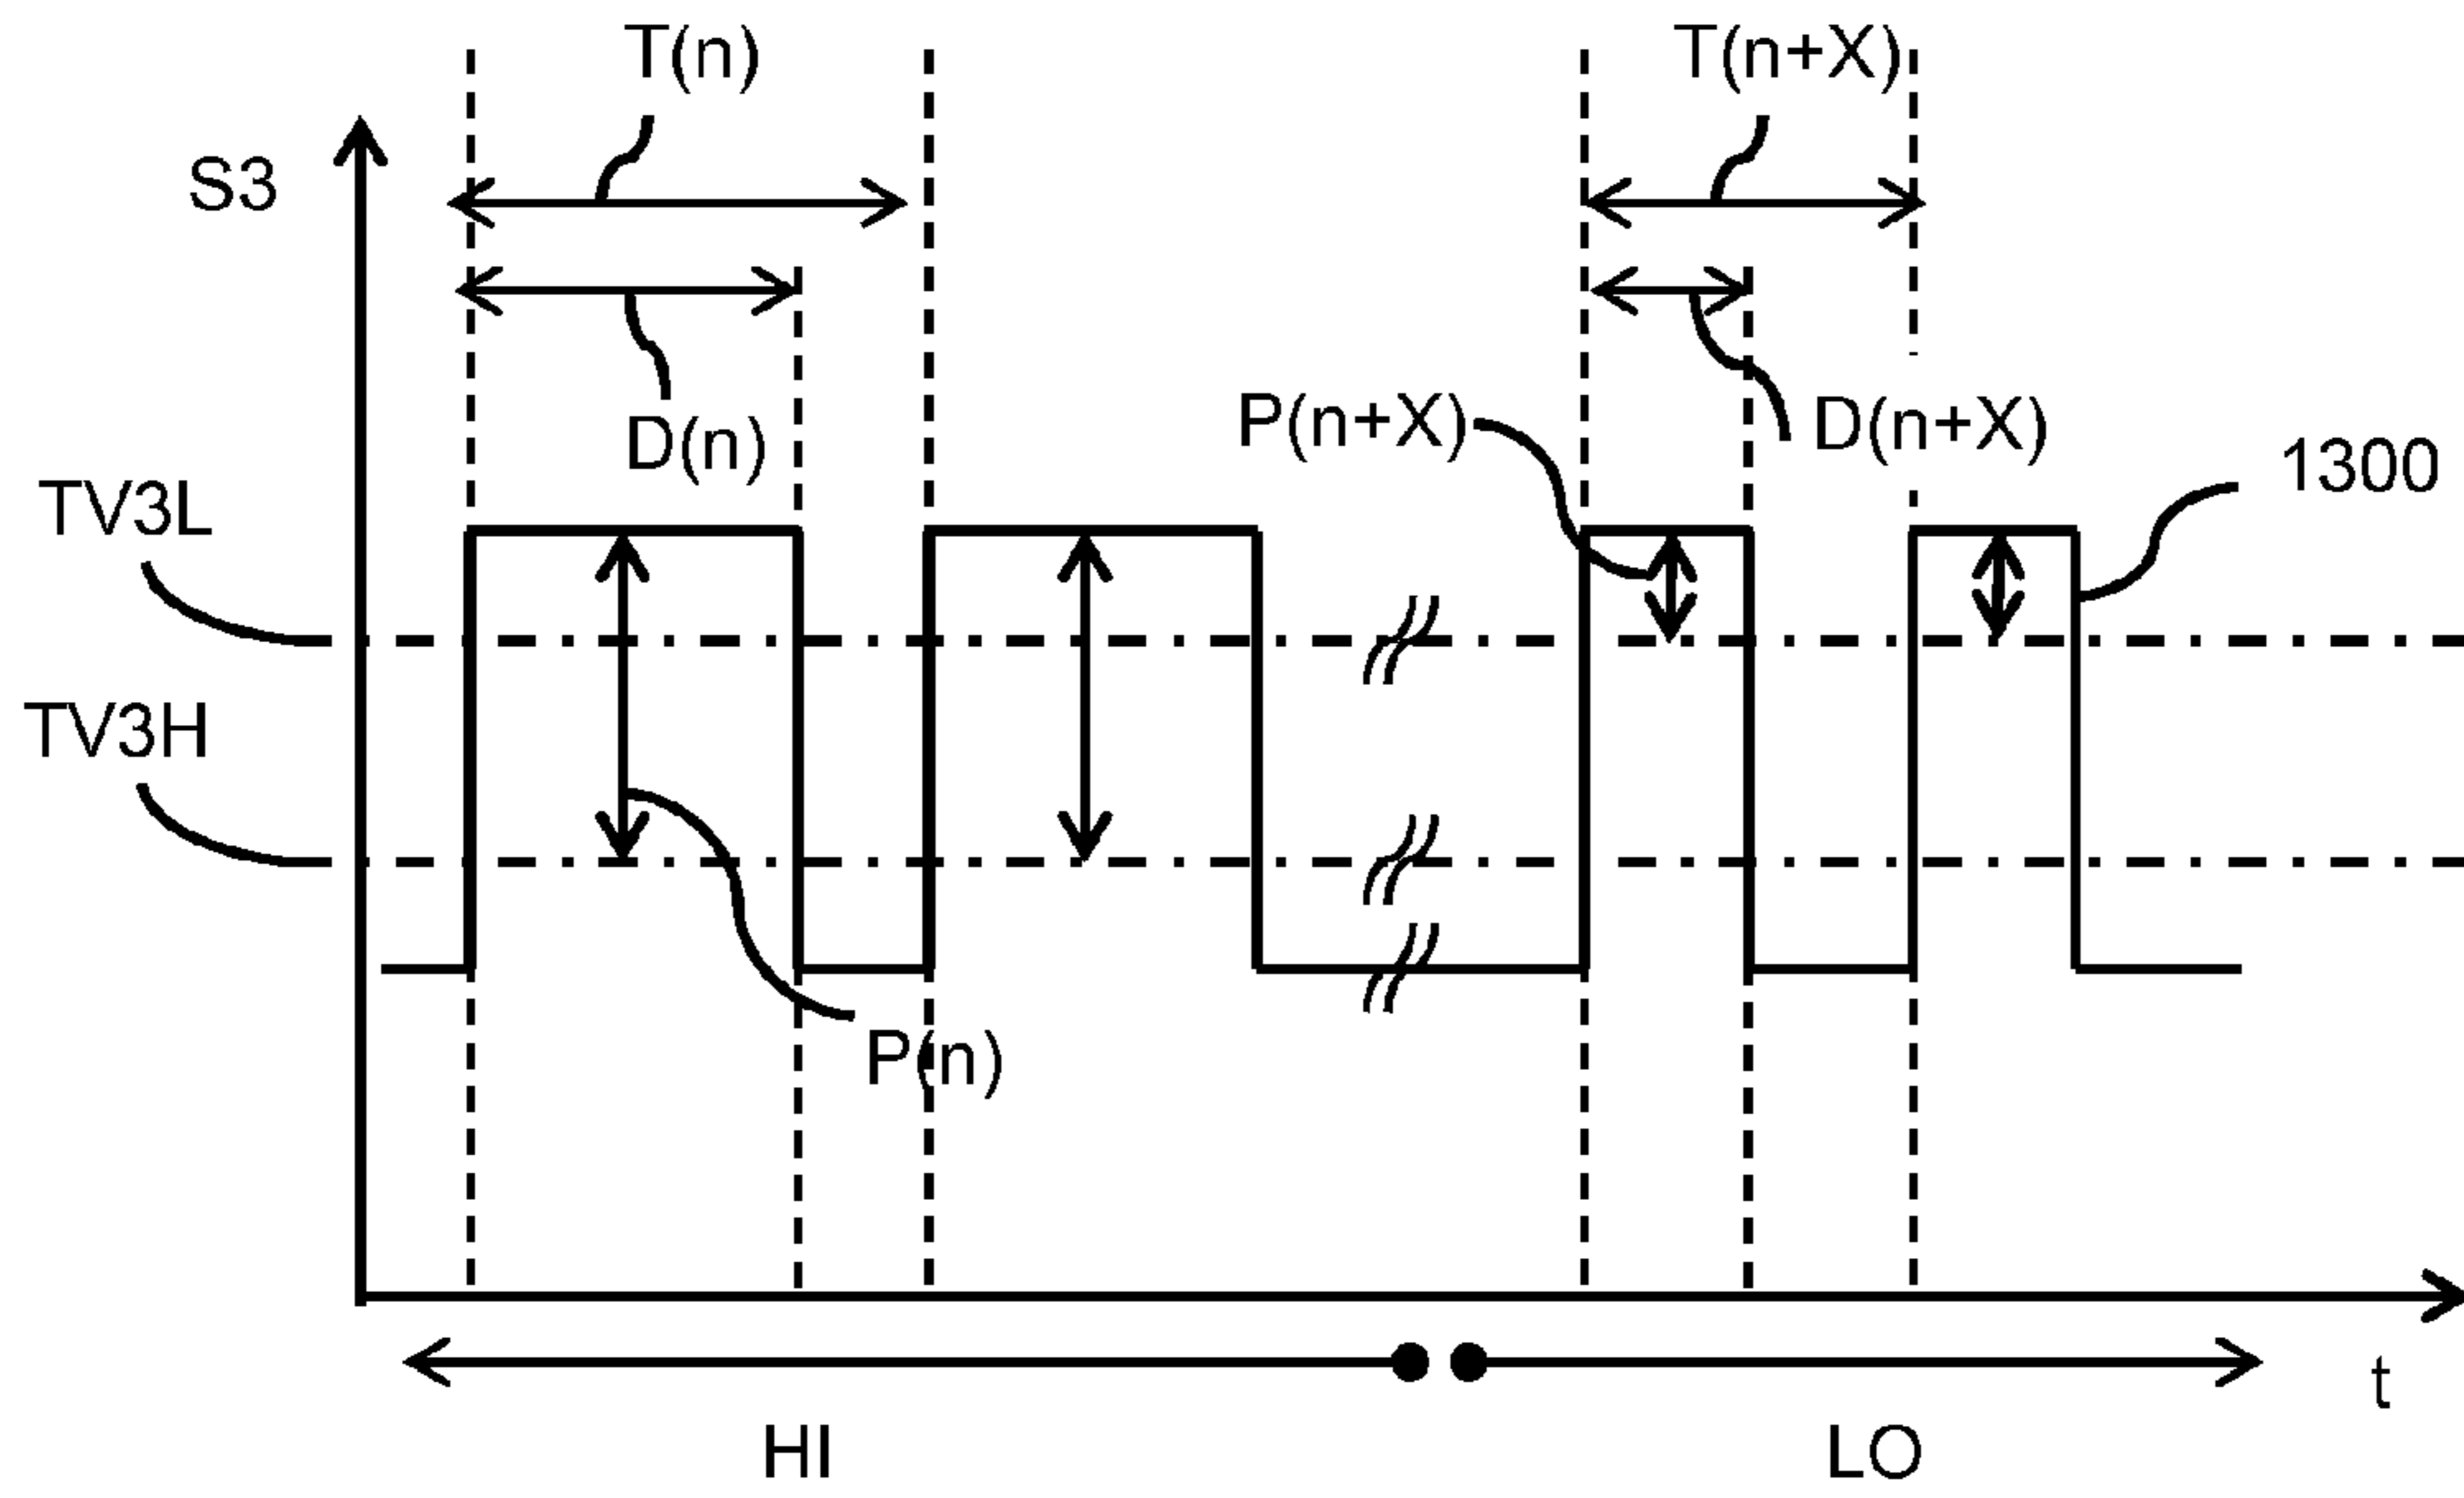 T(n)
T(n+X)
S3
D(n)
P(n+X)
D(n+X)
1300
TV3L
TV3H
P(n)
t
HI
LO